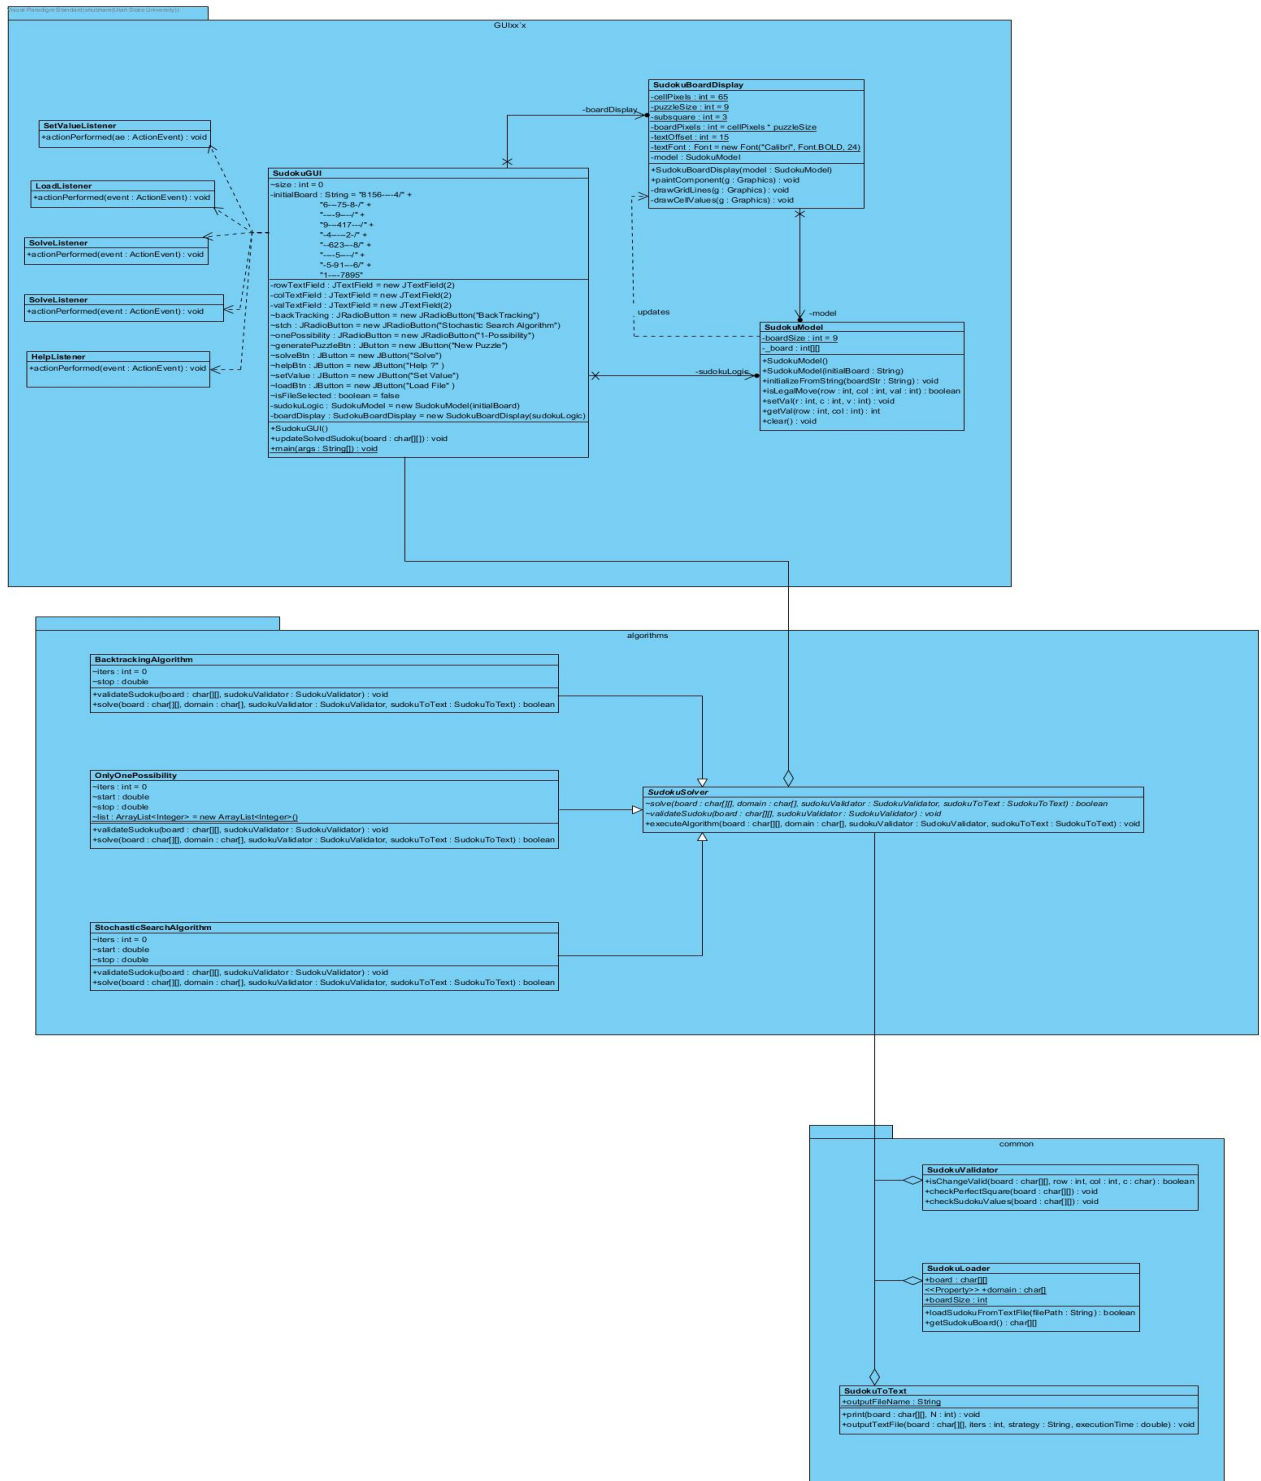 Visual Paradigm Standard(shubham(Utah State University))
GUIxx`x
SudokuBoardDisplay
-cellPixels : int = 65
-puzzleSize : int = 9
-subsquare : int = 3
-boardPixels : int = cellPixels * puzzleSize
-textOffset : int = 15
-textFont : Font = new Font("Calibri", Font.BOLD, 24)
-model : SudokuModel
+SudokuBoardDisplay(model : SudokuModel)
+paintComponent(g : Graphics) : void
-drawGridLines(g : Graphics) : void
-drawCellValues(g : Graphics) : void
-boardDisplay
SetValueListener
+actionPerformed(ae : ActionEvent) : void
LoadListener
+actionPerformed(event : ActionEvent) : void
SolveListener
+actionPerformed(event : ActionEvent) : void
SolveListener
+actionPerformed(event : ActionEvent) : void
HelpListener
+actionPerformed(event : ActionEvent) : void
SudokuGUI
~size : int = 0
-initialBoard : String = "8156----4/" +
"6---75-8-/" +
"----9----/" +
"9---417---/" +
"-4-----2-/" +
"--623---8/" +
"----5----/" +
"-5-91---6/" +
"1----7895"
-rowTextField : JTextField = new JTextField(2)
-colTextField : JTextField = new JTextField(2)
-valTextField : JTextField = new JTextField(2)
~backTracking : JRadioButton = new JRadioButton("BackTracking")
~stch : JRadioButton = new JRadioButton("Stochastic Search Algorithm")
~onePossibility : JRadioButton = new JRadioButton("1-Possibility")
~generatePuzzleBtn : JButton = new JButton("New Puzzle")
~solveBtn : JButton = new JButton("Solve")
~helpBtn : JButton = new JButton("Help ?" )
~setValue : JButton = new JButton("Set Value")
~loadBtn : JButton = new JButton("Load File" )
~isFileSelected : boolean = false
-sudokuLogic : SudokuModel = new SudokuModel(initialBoard)
-boardDisplay : SudokuBoardDisplay = new SudokuBoardDisplay(sudokuLogic)
+SudokuGUI()
+updateSolvedSudoku(board : char[][]) : void
+main(args : String[]) : void
updates
-model
-sudokuLogic
SudokuModel
-boardSize : int = 9
-_board : int[][]
+SudokuModel()
+SudokuModel(initialBoard : String)
+initializeFromString(boardStr : String) : void
+isLegalMove(row : int, col : int, val : int) : boolean
+setVal(r : int, c : int, v : int) : void
+getVal(row : int, col : int) : int
+clear() : void
algorithms
BacktrackingAlgorithm
~iters : int = 0
~stop : double
+validateSudoku(board : char[][], sudokuValidator : SudokuValidator) : void
+solve(board : char[][], domain : char[], sudokuValidator : SudokuValidator, sudokuToText : SudokuToText) : boolean
OnlyOnePossibility
~iters : int = 0
~start : double
~stop : double
~list : ArrayList<Integer> = new ArrayList<Integer>()
+validateSudoku(board : char[][], sudokuValidator : SudokuValidator) : void
+solve(board : char[][], domain : char[], sudokuValidator : SudokuValidator, sudokuToText : SudokuToText) : boolean
SudokuSolver
~solve(board : char[][], domain : char[], sudokuValidator : SudokuValidator, sudokuToText : SudokuToText) : boolean
~validateSudoku(board : char[][], sudokuValidator : SudokuValidator) : void
+executeAlgorithm(board : char[][], domain : char[], sudokuValidator : SudokuValidator, sudokuToText : SudokuToText) : void
StochasticSearchAlgorithm
~iters : int = 0
~start : double
~stop : double
+validateSudoku(board : char[][], sudokuValidator : SudokuValidator) : void
+solve(board : char[][], domain : char[], sudokuValidator : SudokuValidator, sudokuToText : SudokuToText) : boolean
common
SudokuValidator
+isChangeValid(board : char[][], row : int, col : int, c : char) : boolean
+checkPerfectSquare(board : char[][]) : void
+checkSudokuValues(board : char[][]) : void
SudokuLoader
+board : char[][]
<<Property>> +domain : char[]
+boardSize : int
+loadSudokuFromTextFile(filePath : String) : boolean
+getSudokuBoard() : char[][]
SudokuToText
+outputFileName : String
+print(board : char[][], N : int) : void
+outputTextFile(board : char[][], iters : int, strategy : String, executionTime : double) : void